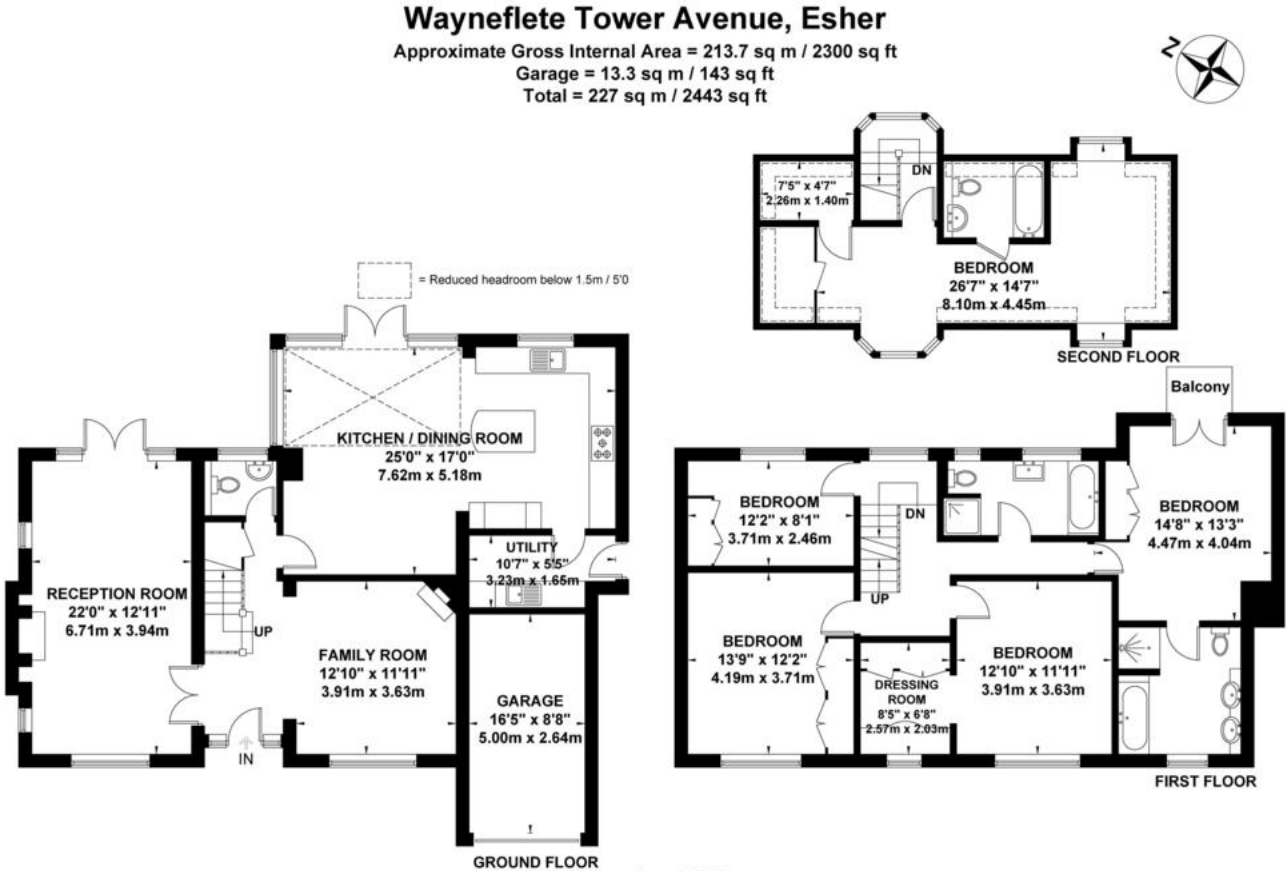 Wayneflete Tower Avenue, Esher
Approximate Gross Internal Area = 213.7 sq m / 2300 sq ft
Garage = 13.3 sq m / 143 sq ft
Total = 227 sq m / 2443 sq ft
N
DN
7'5" x 4'7"
2.26m x 1.40m
BEDROOM
26'7" x 14'7"
8.10m x 4.45m
SECOND FLOOR
= Reduced headroom below 1.5m / 5'0
KITCHEN / DINING ROOM
25'0" x 17'0"
7.62m x 5.18m
UTILITY
10'7" x 5'5"
3.23m x 1.65m
RECEPTION ROOM
22'0" x 12'11"
6.71m x 3.94m
UP
FAMILY ROOM
12'10" x 11'11"
3.91m x 3.63m
GARAGE
16'5" x 8'8"
5.00m x 2.64m
IN
GROUND FLOOR
Balcony
BEDROOM
12'2" x 8'1"
3.71m x 2.46m
DN
BEDROOM
14'8" x 13'3"
4.47m x 4.04m
UP
BEDROOM
13'9" x 12'2"
4.19m x 3.71m
DRESSING
ROOM
8'5" x 6'8"
2.57m x 2.03m
BEDROOM
12'10" x 11'11"
3.91m x 3.63m
FIRST FLOOR